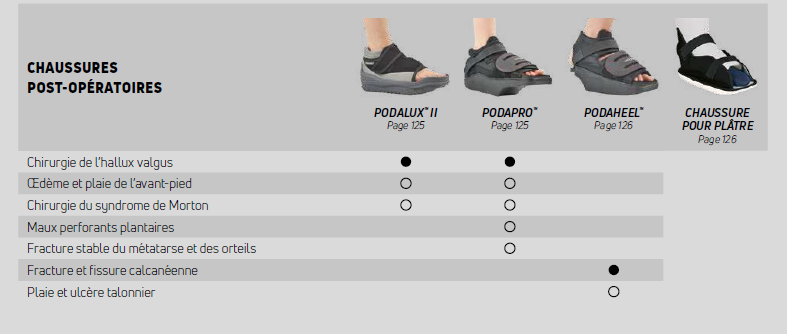 CHAUSSURES
POST-OPÉRATOIRES
PODALUX™ II
Page 125
PODAPRO™
Page 125
PODAHEEL™
Page 126
CHAUSSURE
POUR PLÂTRE
Page 126
Chirurgie de l'hallux valgus
Œdème et plaie de l'avant-pied
Chirurgie du syndrome de Morton
Maux perforants plantaires
Fracture stable du métatarse et des orteils
Fracture et fissure calcanéenne
Plaie et ulcère talonnier